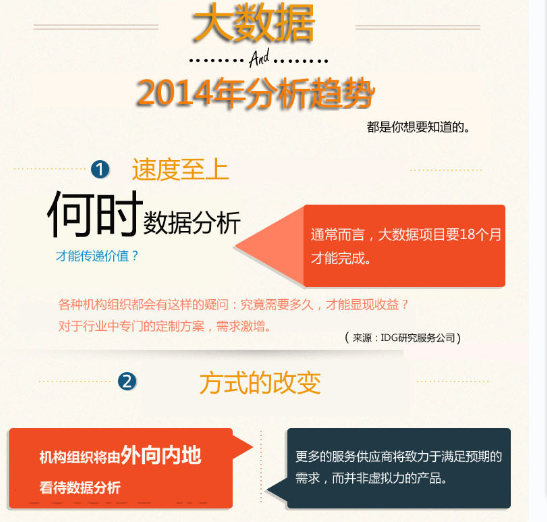 大数据
And
2014年分析趋势
都是你想要知道的。
1 速度至上
何时数据分析
才能传递价值？
通常而言，大数据项目要18个月
才能完成。
各种机构组织都会有这样的疑问：究竟需要多久，才能显现收益？
对于行业中专门的定制方案，需求激增。
（来源：IDG研究服务公司）
2 方式的改变
机构组织将由外向内地
看待数据分析
更多的服务供应商将致力于满足预期的
需求，而并非虚拟力的产品。